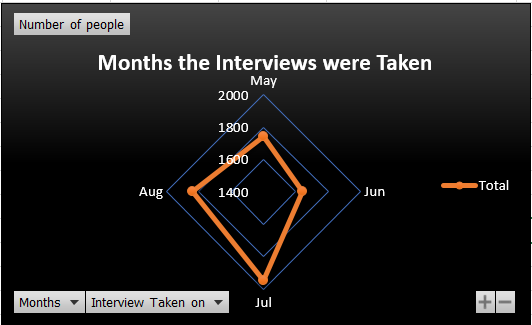 Number of people
Months the Interviews were Taken
May
2000
1800
1600
Aug
1400
Jun
Total
Months
Interview Taken on
Jul